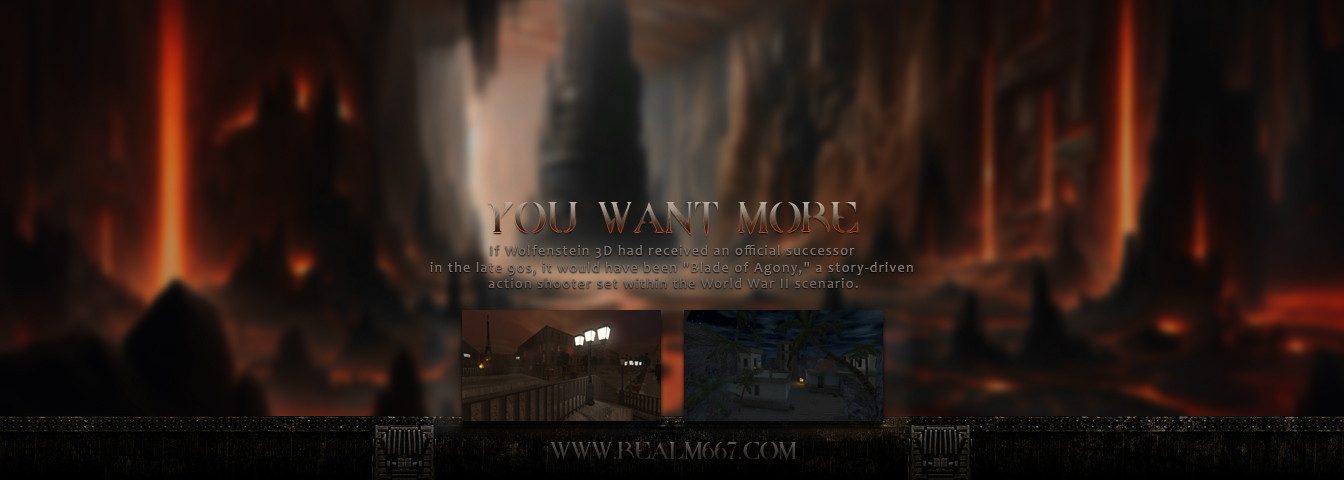 YOU WANT MORE
If Wolfenstein 3D had received an official successor
in the late 90s, it would have been "Blade of Agony," a story-driven
action shooter set within the World War II scenario.
WWW.REALM667.COM